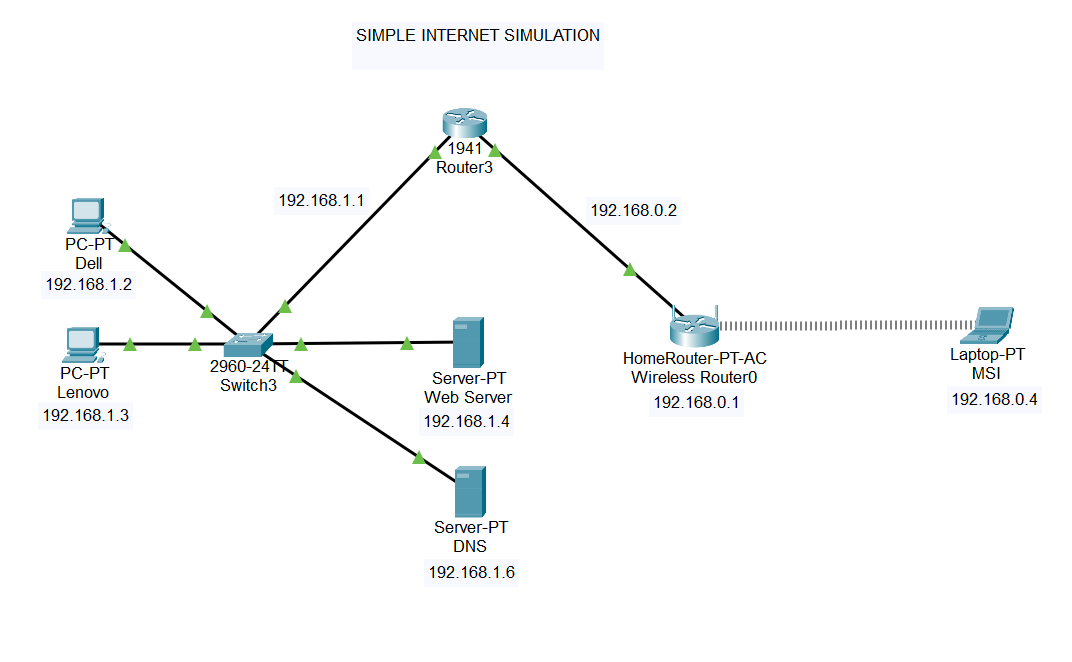 SIMPLE INTERNET SIMULATION
1941
Router3
192.168.1.1
192.168.0.2
PC-PT
Dell
192.168.1.2
PC-PT
Lenovo
192.168.1.3
2960-24TT
Switch3
Server-PT
Web Server
192.168.1.4
Server-PT
DNS
192.168.1.6
HomeRouter-PT-AC
Wireless Router0
192.168.0.1
Laptop-PT
MSI
192.168.0.4